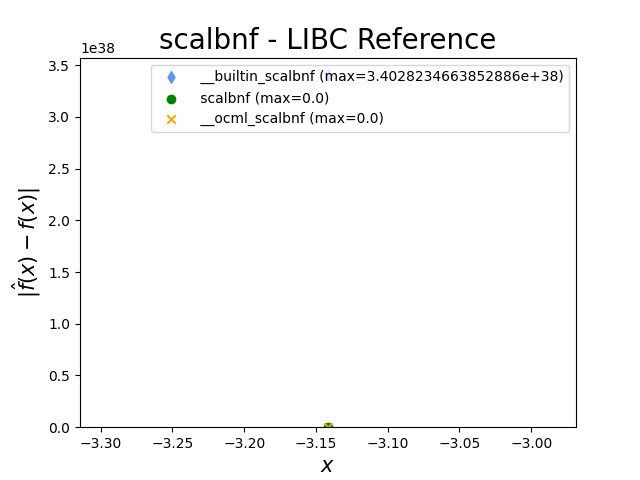 scalbnf - LIBC Reference
1e38
__builtin_scalbnf (max=3.4028234663852886e+38)
scalbnf (max=0.0)
__ocml_scalbnf (max=0.0)
3.5
3.0
2.5
2.0
1.5
1.0
0.5
0.0
|f̂(x) − f(x)|
−3.30 −3.25 −3.20 −3.15 −3.10 −3.05 −3.00
x